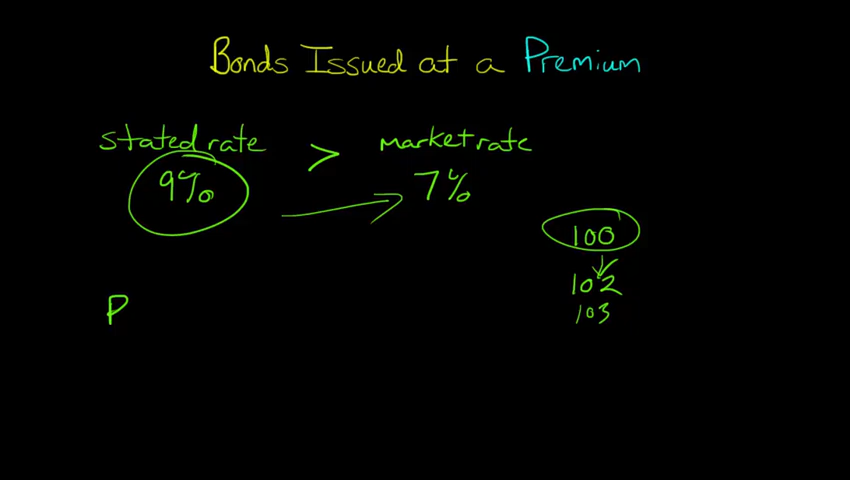 Bonds Issued at a Premium
stated rate > market rate
9% 7%
100
102
103
P